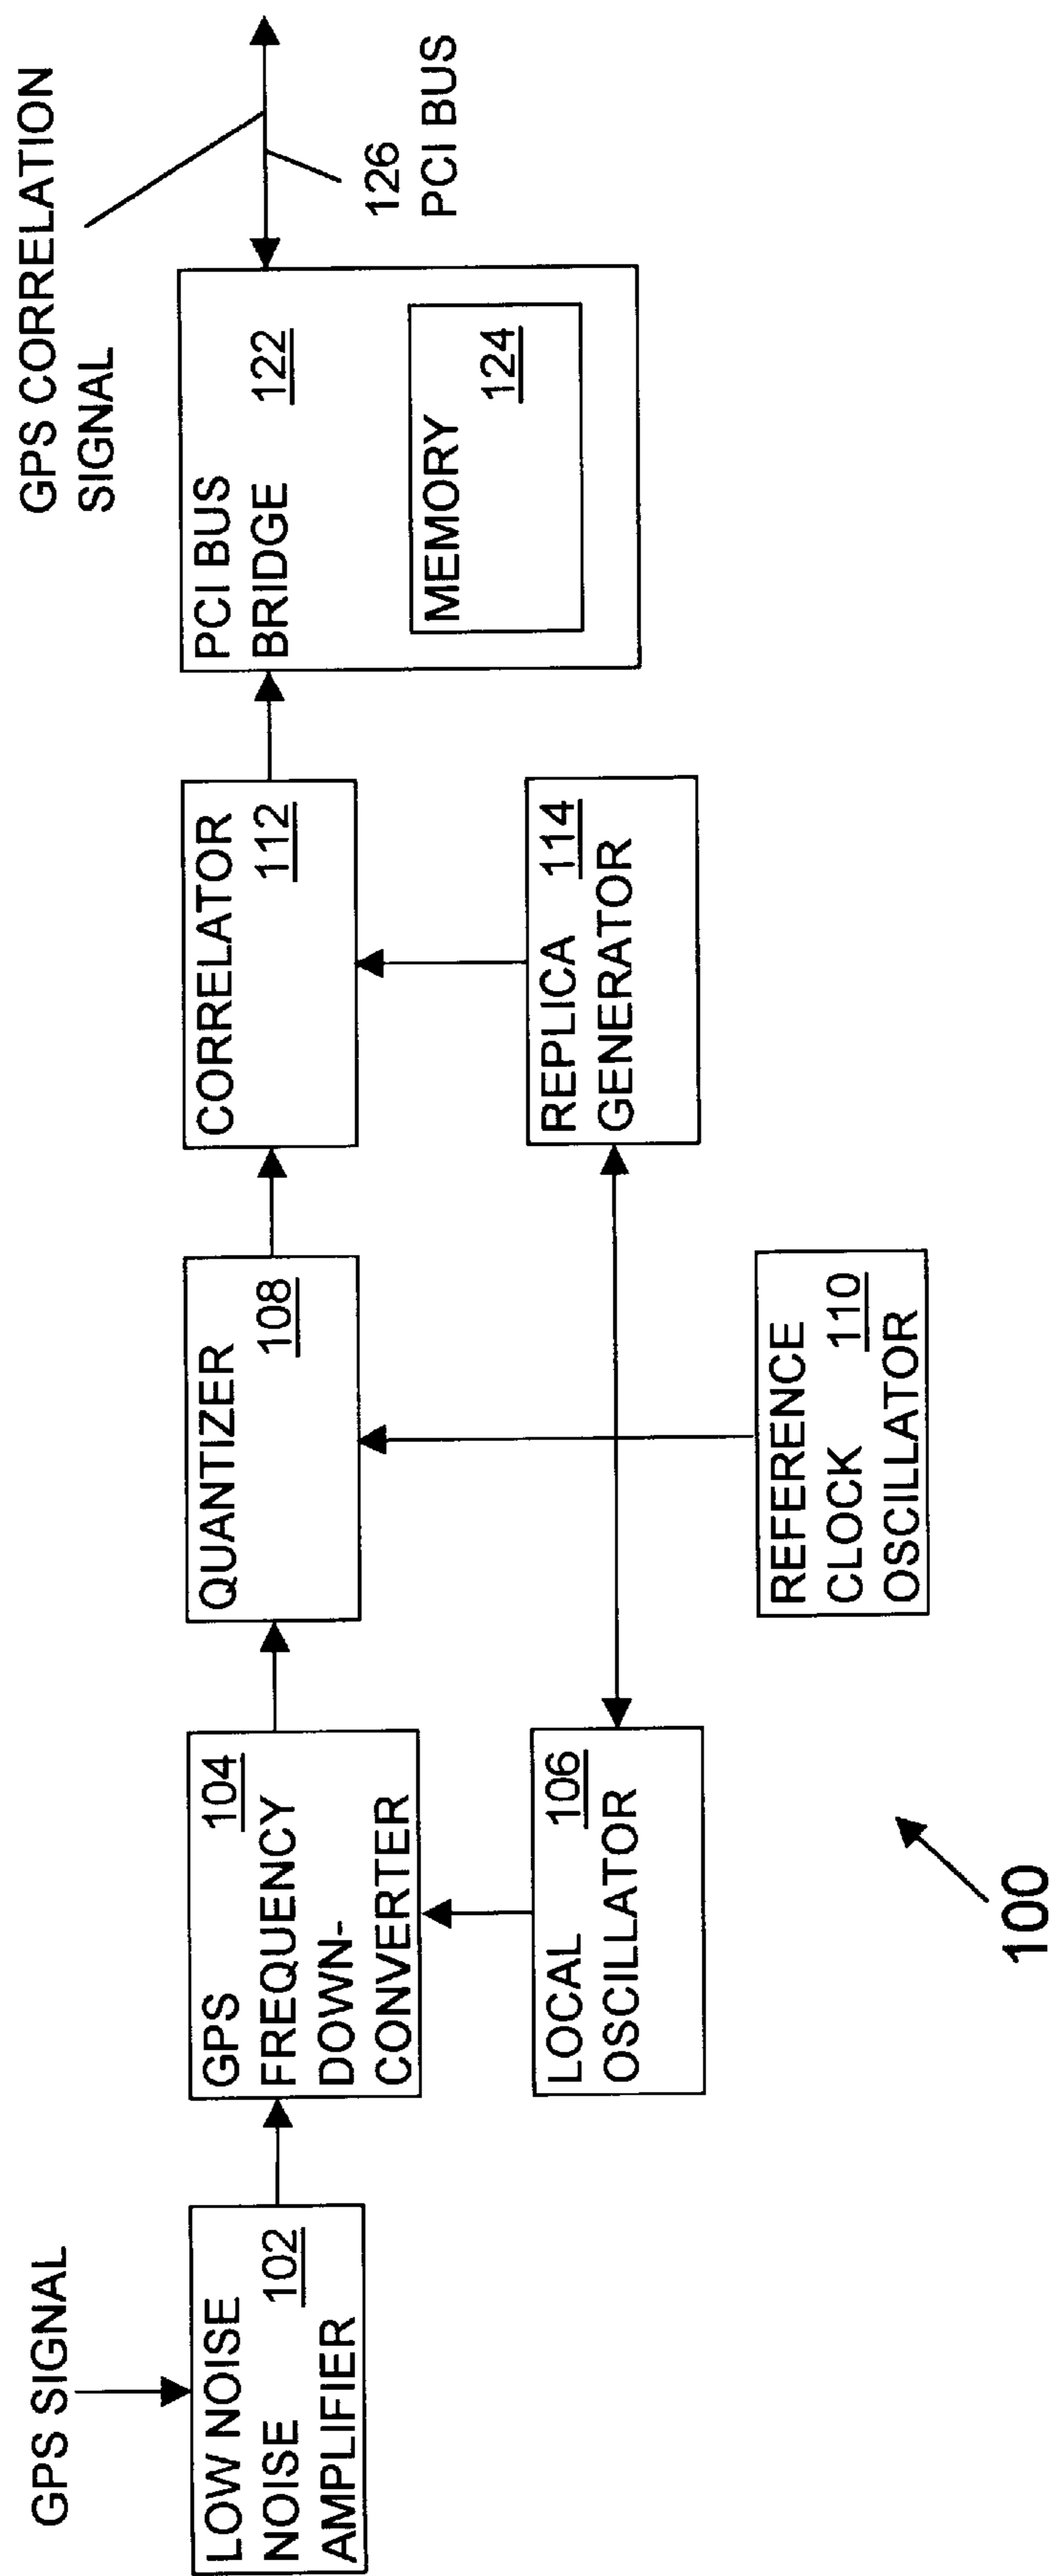 GPS SIGNAL
LOW NOISE
NOISE 102
AMPLIFIER
GPS 104
FREQUENCY
DOWN-
CONVERTER
LOCAL 106
OSCILLATOR
QUANTIZER
108
REFERENCE
CLOCK 110
OSCILLATOR
CORRELATOR
112
REPLICA 114
GENERATOR
PCI BUS
BRIDGE 122
MEMORY
124
GPS CORRELATION
SIGNAL
126
PCI BUS
100